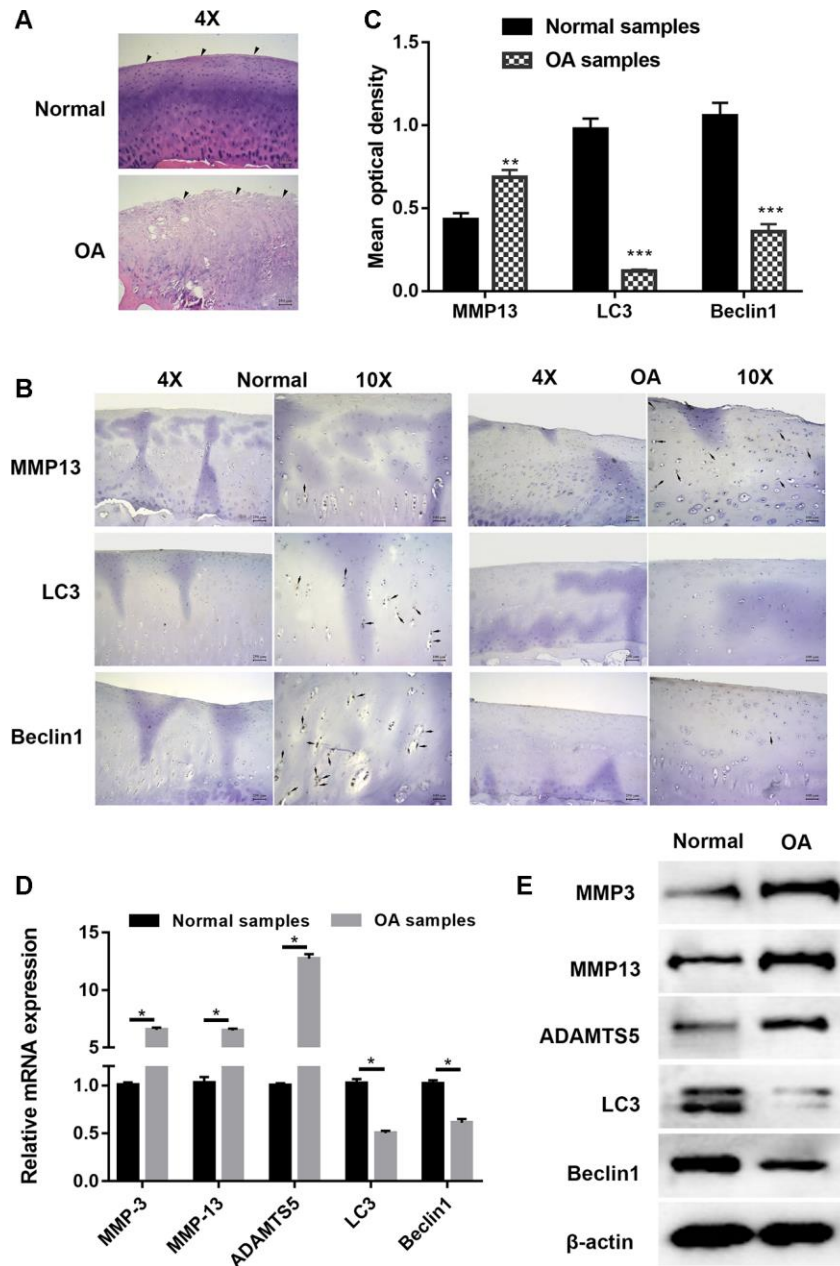 A
4X
Normal
OA
C
Normal samples
OA samples
Mean optical density
1.5
1.0
0.5
0.0
**
***
***
MMP13 LC3 Beclin1
B
4X Normal 10X 4X OA 10X
MMP13
LC3
Beclin1
D
Normal samples OA samples
Relative mRNA expression
15
10
5
1.0
0.5
0.0
* * * * *
MMP-3 MMP-13 ADAMTS5 LC3 Beclin1
E
Normal OA
MMP3
MMP13
ADAMTS5
LC3
Beclin1
β-actin